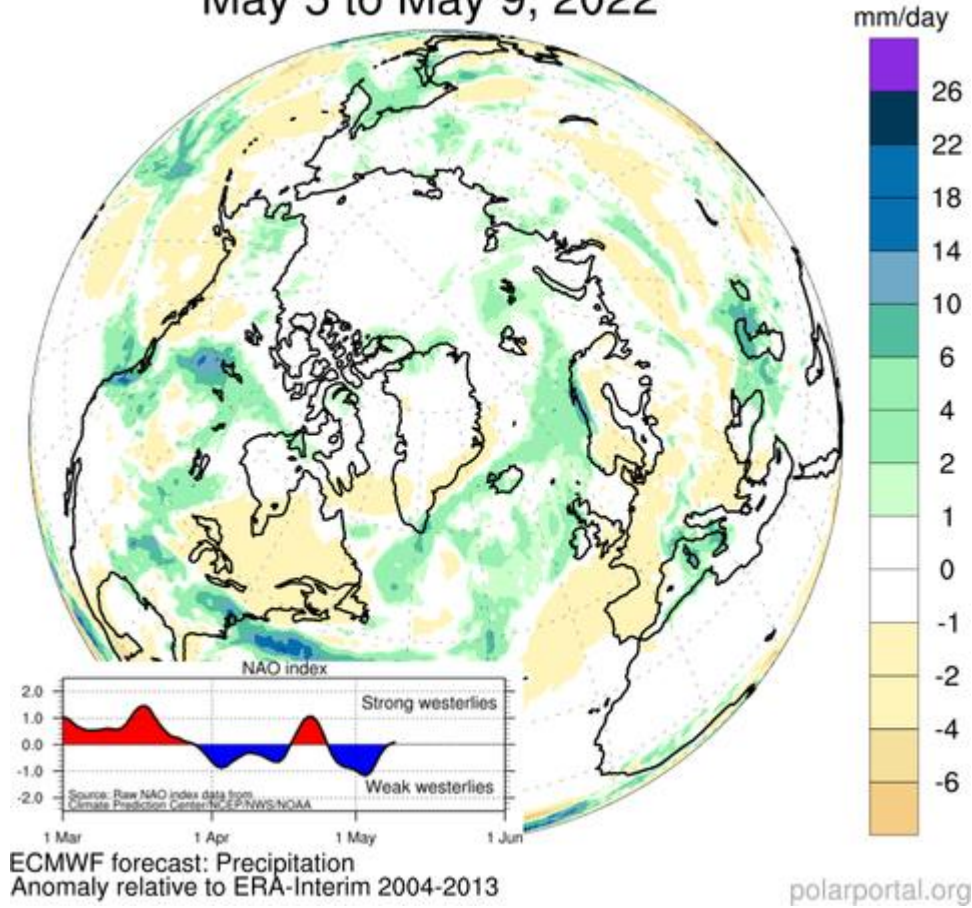 May 5 to May 9, 2022
mm/day
26
22
18
14
10
6
4
2
1
0
-1
-2
-4
-6
NAO index
2.0
1.0
0.0
-1.0
-2.0
Strong westerlies
Weak westerlies
Source: Raw NAO index data from
Climate Prediction Center/NCEP/NWS/NOAA
1 Mar 1 Apr 1 May 1 Jun
ECMWF forecast: Precipitation
Anomaly relative to ERA-Interim 2004-2013
polarportal.org